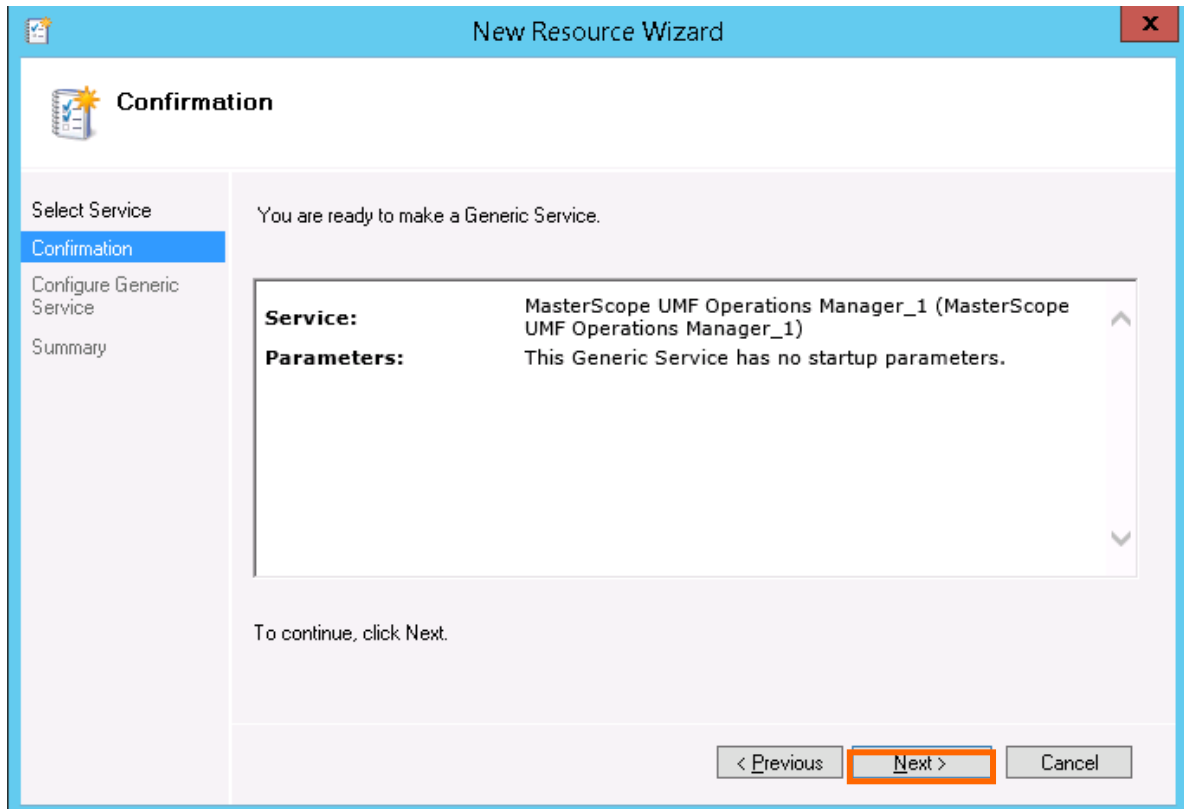 New Resource Wizard
x
Confirmation
Select Service
Confirmation
Configure Generic
Service
Summary
You are ready to make a Generic Service.
Service:
MasterScope UMF Operations Manager_1 (MasterScope
UMF Operations Manager_1)
Parameters:
This Generic Service has no startup parameters.
To continue, click Next.
< Previous
Next >
Cancel